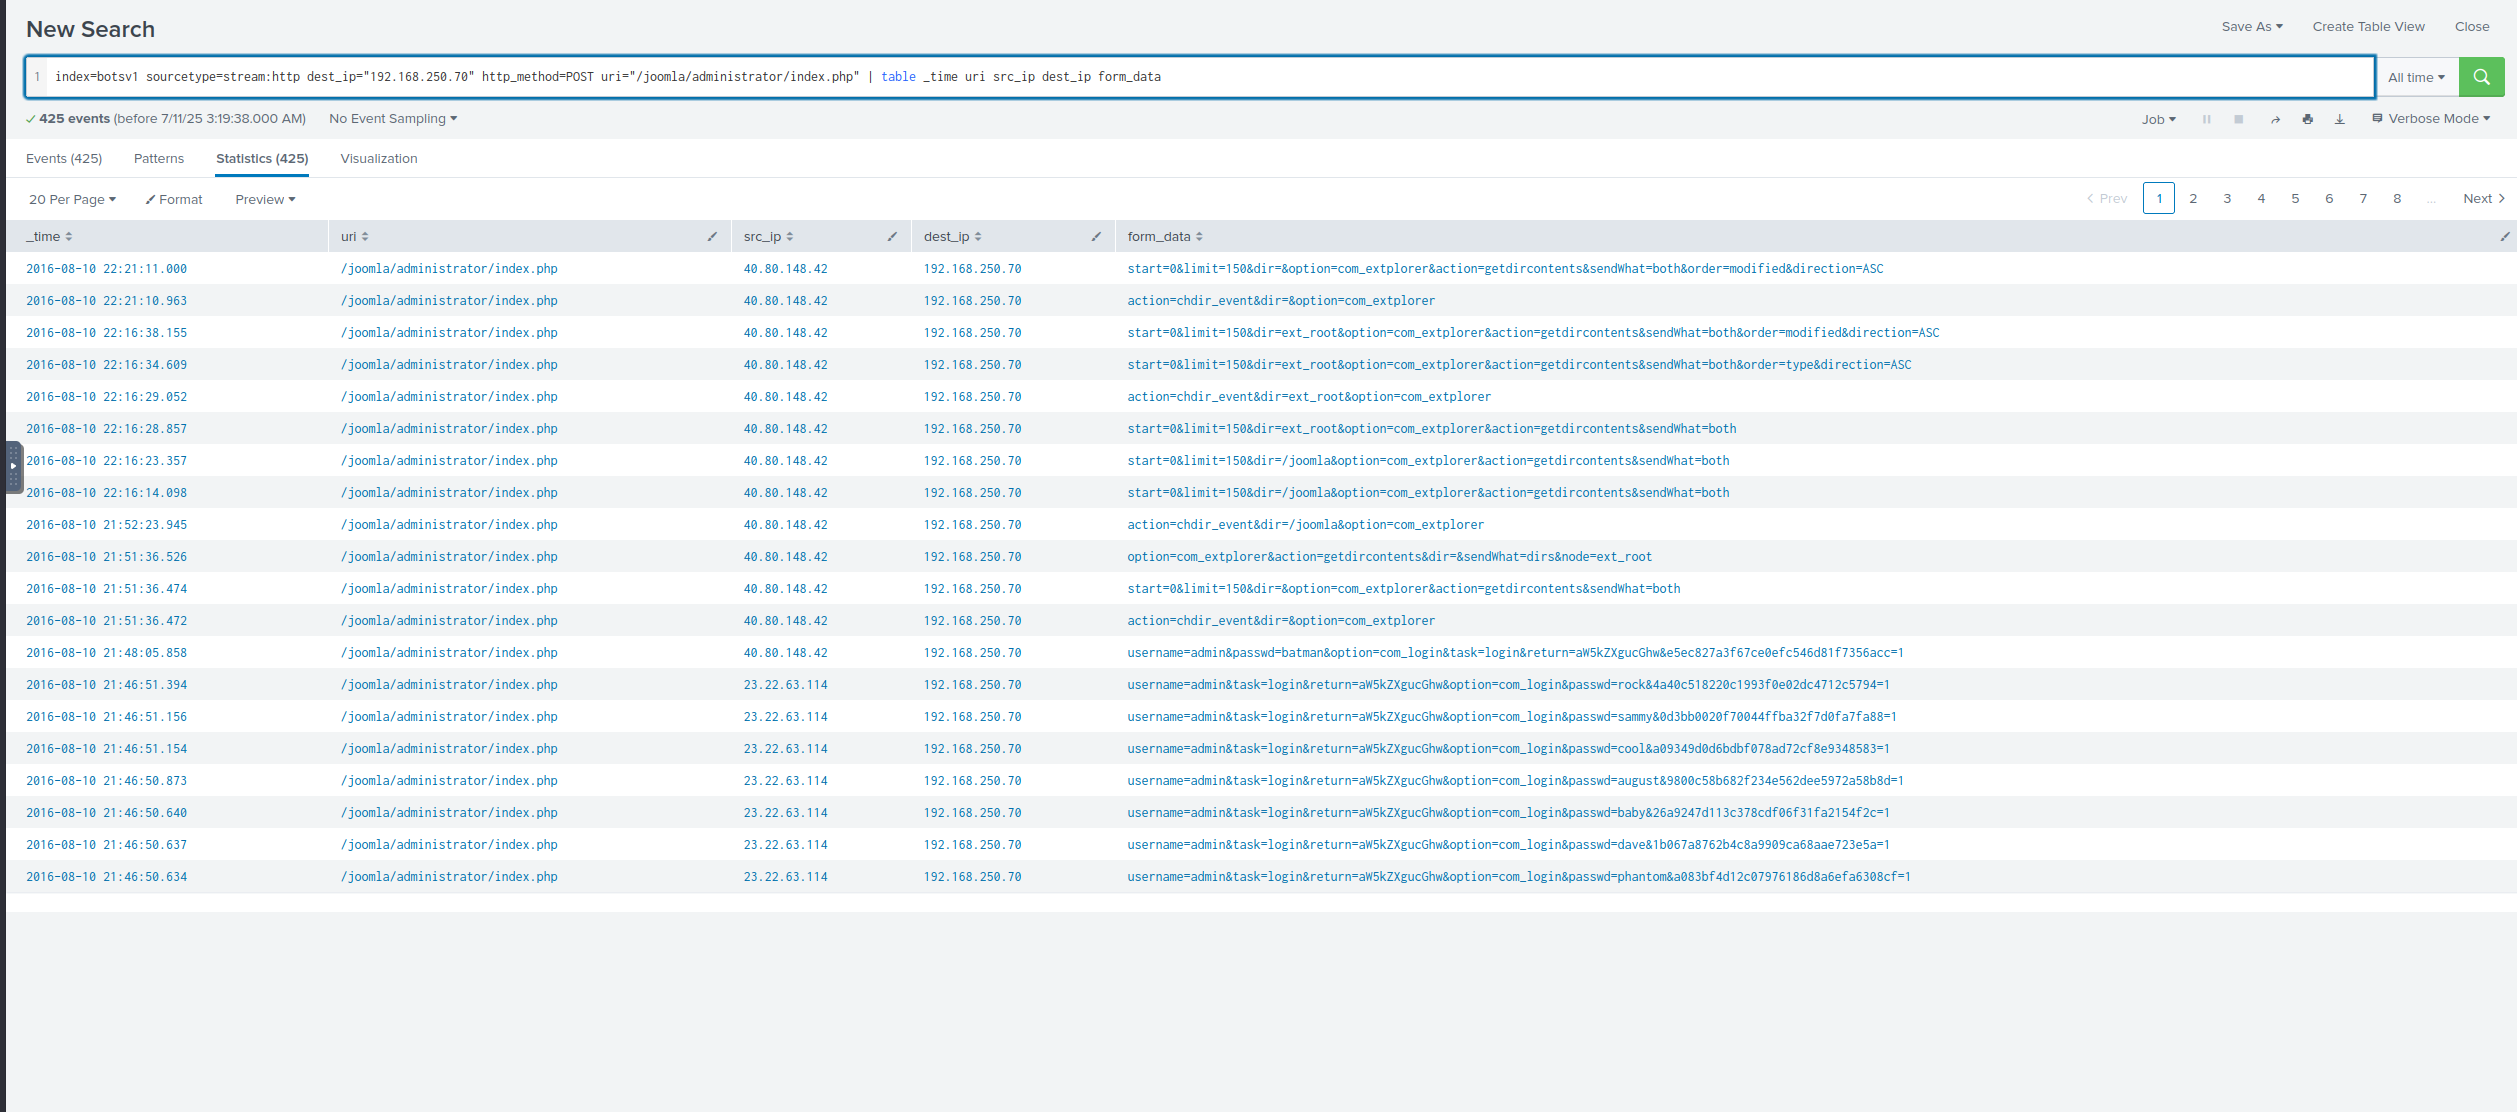 New Search
Save As
Create Table View
Close
1 index=botsv1 sourcetype=stream:http dest_ip="192.168.250.70" http_method=POST uri="/joomla/administrator/index.php" | table _time uri src_ip dest_ip form_data
All time
425 events (before 7/11/25 3:19:38.000 AM)
No Event Sampling
Job
Verbose Mode
Events (425)
Patterns
Statistics (425)
Visualization
20 Per Page
Format
Preview
Prev 1 2 3 4 5 6 7 8 ... Next
_time uri src_ip dest_ip form_data
2016-08-10 22:21:11.000 /joomla/administrator/index.php 40.80.148.42 192.168.250.70 start=0&limit=150&dir=&option=com_extplorer&action=getdircontents&sendWhat=both&order=modified&direction=ASC
2016-08-10 22:21:10.963 /joomla/administrator/index.php 40.80.148.42 192.168.250.70 action=chdir_event&dir=&option=com_extplorer
2016-08-10 22:16:38.155 /joomla/administrator/index.php 40.80.148.42 192.168.250.70 start=0&limit=150&dir=ext_root&option=com_extplorer&action=getdircontents&sendWhat=both&order=modified&direction=ASC
2016-08-10 22:16:34.609 /joomla/administrator/index.php 40.80.148.42 192.168.250.70 start=0&limit=150&dir=ext_root&option=com_extplorer&action=getdircontents&sendWhat=both&order=type&direction=ASC
2016-08-10 22:16:29.052 /joomla/administrator/index.php 40.80.148.42 192.168.250.70 action=chdir_event&dir=ext_root&option=com_extplorer
2016-08-10 22:16:28.857 /joomla/administrator/index.php 40.80.148.42 192.168.250.70 start=0&limit=150&dir=ext_root&option=com_extplorer&action=getdircontents&sendWhat=both
2016-08-10 22:16:23.357 /joomla/administrator/index.php 40.80.148.42 192.168.250.70 start=0&limit=150&dir=/joomla&option=com_extplorer&action=getdircontents&sendWhat=both
2016-08-10 22:16:14.098 /joomla/administrator/index.php 40.80.148.42 192.168.250.70 start=0&limit=150&dir=/joomla&option=com_extplorer&action=getdircontents&sendWhat=both
2016-08-10 21:52:23.945 /joomla/administrator/index.php 40.80.148.42 192.168.250.70 action=chdir_event&dir=/joomla&option=com_extplorer
2016-08-10 21:51:36.526 /joomla/administrator/index.php 40.80.148.42 192.168.250.70 option=com_extplorer&action=getdircontents&dir=&sendWhat=dirs&node=ext_root
2016-08-10 21:51:36.474 /joomla/administrator/index.php 40.80.148.42 192.168.250.70 start=0&limit=150&dir=&option=com_extplorer&action=getdircontents&sendWhat=both
2016-08-10 21:51:36.472 /joomla/administrator/index.php 40.80.148.42 192.168.250.70 action=chdir_event&dir=&option=com_extplorer
2016-08-10 21:48:05.858 /joomla/administrator/index.php 40.80.148.42 192.168.250.70 username=admin&passwd=batman&option=com_login&task=login&return=aW5kZXgucGhw&e5ec827a3f67ce0efc546d81f7356acc=1
2016-08-10 21:46:51.394 /joomla/administrator/index.php 23.22.63.114 192.168.250.70 username=admin&task=login&return=aW5kZXgucGhw&option=com_login&passwd=rock&4a40c518220c1993f0e02dc4712c5794=1
2016-08-10 21:46:51.156 /joomla/administrator/index.php 23.22.63.114 192.168.250.70 username=admin&task=login&return=aW5kZXgucGhw&option=com_login&passwd=sammy&0d3bb0020f70044ffba32f7d0fa7fa88=1
2016-08-10 21:46:51.154 /joomla/administrator/index.php 23.22.63.114 192.168.250.70 username=admin&task=login&return=aW5kZXgucGhw&option=com_login&passwd=cool&a09349d0d6bdbf078ad72cf8e9348583=1
2016-08-10 21:46:50.873 /joomla/administrator/index.php 23.22.63.114 192.168.250.70 username=admin&task=login&return=aW5kZXgucGhw&option=com_login&passwd=august&9800c58b682f234e562dee5972a58b8d=1
2016-08-10 21:46:50.640 /joomla/administrator/index.php 23.22.63.114 192.168.250.70 username=admin&task=login&return=aW5kZXgucGhw&option=com_login&passwd=baby&26a9247d113c378cdf06f31fa2154f2c=1
2016-08-10 21:46:50.637 /joomla/administrator/index.php 23.22.63.114 192.168.250.70 username=admin&task=login&return=aW5kZXgucGhw&option=com_login&passwd=dave&1b067a8762b4c8a9909ca68aae723e5a=1
2016-08-10 21:46:50.634 /joomla/administrator/index.php 23.22.63.114 192.168.250.70 username=admin&task=login&return=aW5kZXgucGhw&option=com_login&passwd=phantom&a083bf4d12c07976186d8a6efa6308cf=1